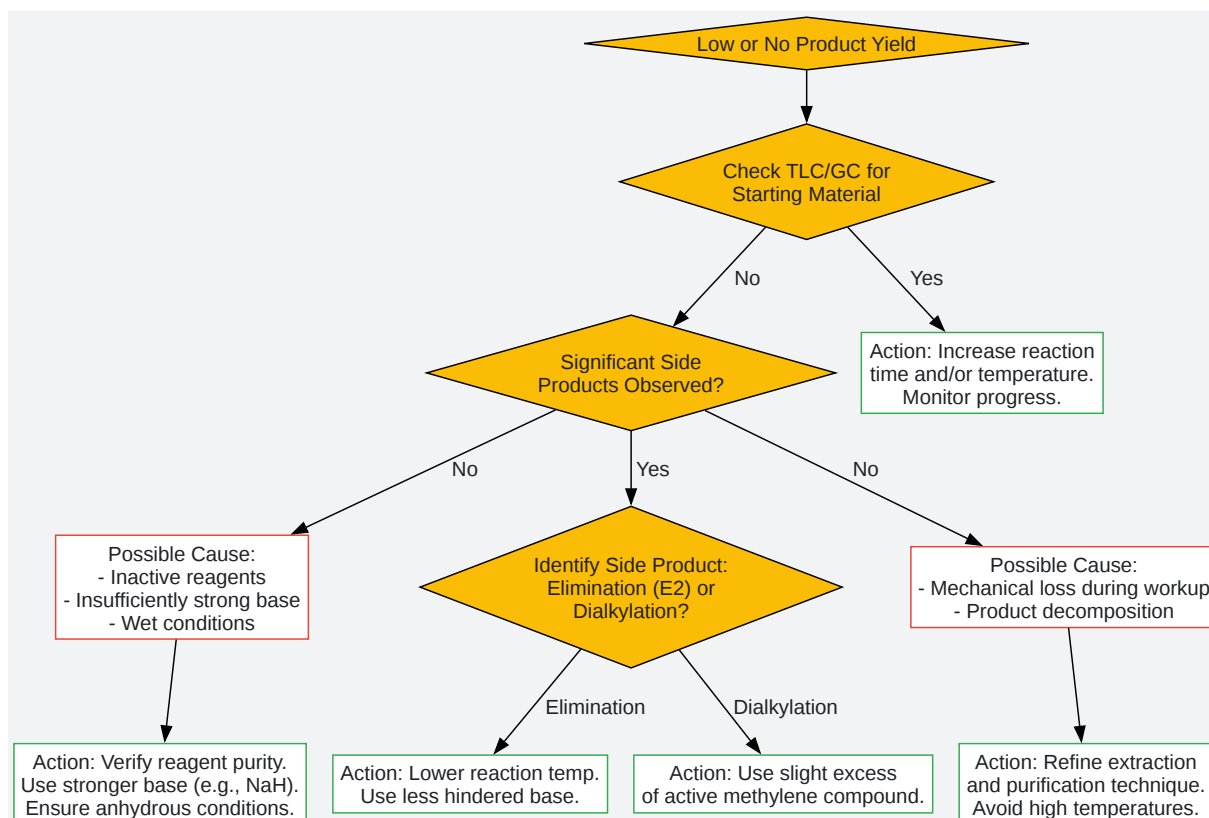 Low or No Product Yield
Check TLC/GC for
Starting Material
No
Yes
Significant Side
Products Observed?
Action: Increase reaction
time and/or temperature.
Monitor progress.
No
Yes
No
Possible Cause:
- Inactive reagents
- Insufficiently strong base
- Wet conditions
Identify Side Product:
Elimination (E2) or
Dialkylation?
Possible Cause:
- Mechanical loss during workup
- Product decomposition
Elimination
Dialkylation
Action: Verify reagent purity.
Use stronger base (e.g., NaH).
Ensure anhydrous conditions.
Action: Lower reaction temp.
Use less hindered base.
Action: Use slight excess
of active methylene compound.
Action: Refine extraction
and purification technique.
Avoid high temperatures.